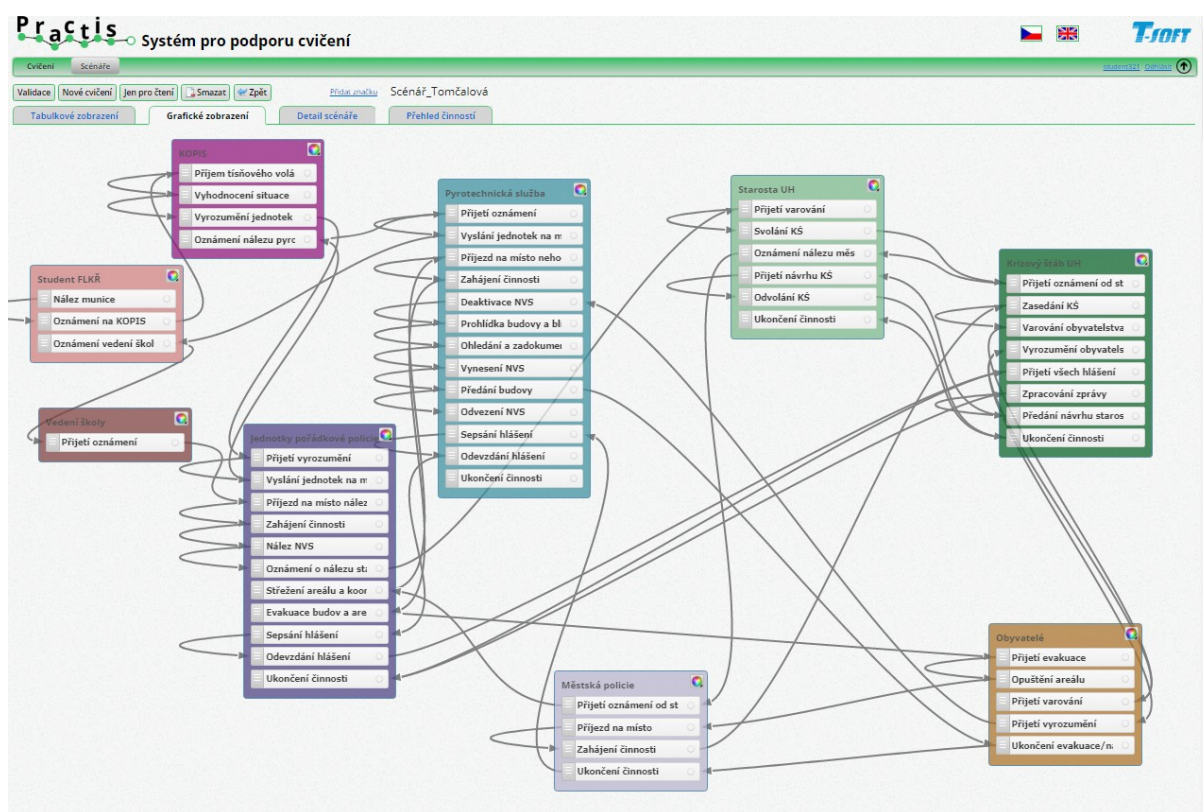 Practis Systém pro podporu cvičení
T-SOFT
Cvičení Scénáře
student321 Odhlásit
Validace Nové cvičení Jen pro čtení Smazat Zpět Přidat značku Scénář_Tomčalová
Tabulkové zobrazení Grafické zobrazení Detail scénáře Přehled činností
KOPIS
Příjem tísňového volá
Vyhodnocení situace
Vyrozumění jednotek
Oznámení nálezu pyrc
Student FLKŘ
Nález munice
Oznámení na KOPIS
Oznámení vedení škol
Vedení školy
Přijetí oznámení
Jednotky pořádkové policie
Přijetí vyrozumění
Vyslání jednotek na m
Příjezd na místo nález
Zahájení činnosti
Nález NVS
Oznámení o nálezu sta
Střežení areálu a koor
Evakuace budov a are
Sepsání hlášení
Odevzdání hlášení
Ukončení činnosti
Pyrotechnická služba
Přijetí oznámení
Vyslání jednotek na m
Příjezd na místo neho
Zahájení činnosti
Deaktivace NVS
Prohlídka budovy a bl
Ohledání a zadokumen
Vynesení NVS
Předání budovy
Odvezení NVS
Sepsání hlášení
Odevzdání hlášení
Ukončení činnosti
Starosta UH
Přijetí varování
Svolání KŠ
Oznámení nálezu měs
Přijetí návrhu KŠ
Odvolání KŠ
Ukončení činnosti
Krizový štáb UH
Přijetí oznámení od st
Zasedání KŠ
Varování obyvatelstva
Vyrozumění obyvatels
Přijetí všech hlášení
Zpracování zprávy
Předání návrhu staros
Ukončení činnosti
Městská policie
Přijetí oznámení od st
Příjezd na místo
Zahájení činnosti
Ukončení činnosti
Obyvatelé
Přijetí evakuace
Opuštění areálu
Přijetí varování
Přijetí vyrozumění
Ukončení evakuace/ná